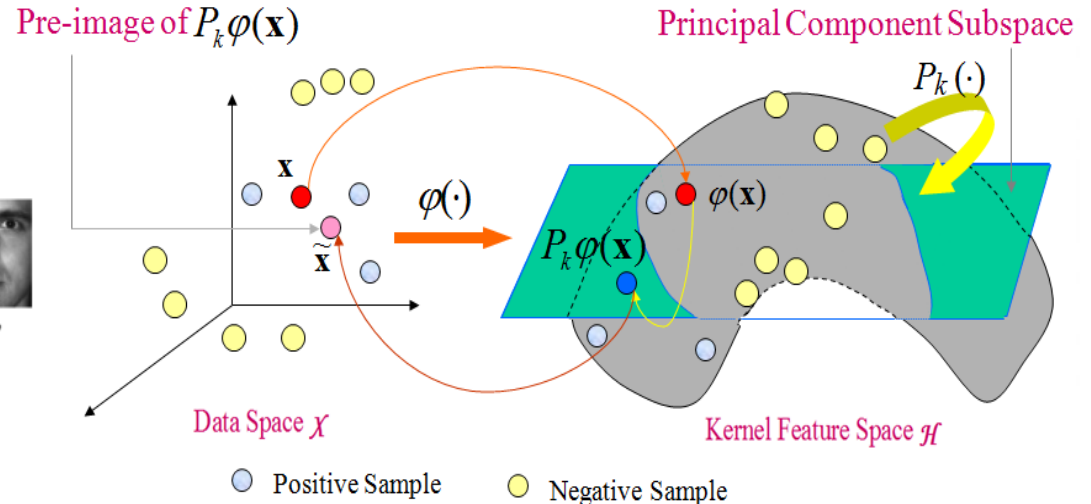 Pre-image of P_k φ(x)
Principal Component Subspace
P_k(·)
x
φ(·)
φ(x)
P_k φ(x)
x̃
Data Space χ
Kernel Feature Space ℋ
Positive Sample
Negative Sample